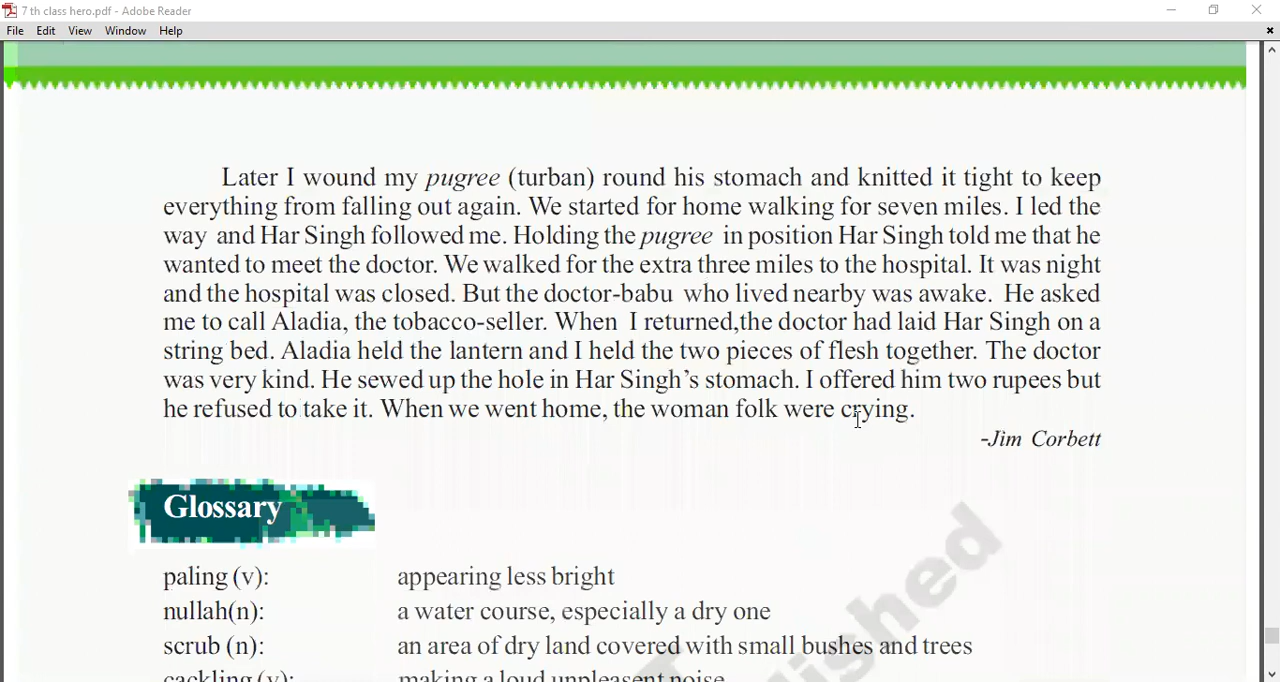 7 th class hero.pdf - Adobe Reader
File Edit View Window Help
Later I wound my pugree (turban) round his stomach and knitted it tight to keep
everything from falling out again. We started for home walking for seven miles. I led the
way and Har Singh followed me. Holding the pugree in position Har Singh told me that he
wanted to meet the doctor. We walked for the extra three miles to the hospital. It was night
and the hospital was closed. But the doctor-babu who lived nearby was awake. He asked
me to call Aladia, the tobacco-seller. When I returned,the doctor had laid Har Singh on a
string bed. Aladia held the lantern and I held the two pieces of flesh together. The doctor
was very kind. He sewed up the hole in Har Singh's stomach. I offered him two rupees but
he refused to take it. When we went home, the woman folk were crying.
-Jim Corbett
Glossary
paling (v): appearing less bright
nullah(n): a water course, especially a dry one
scrub (n): an area of dry land covered with small bushes and trees
cackling (v): making a loud unpleasent noise